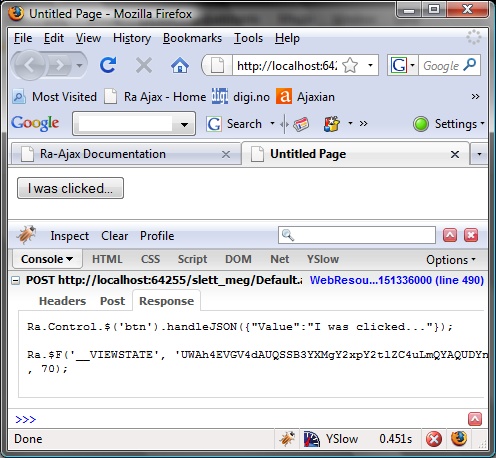 Untitled Page - Mozilla Firefox
File Edit View History Bookmarks Tools Help
http://localhost:642 G Google
Most Visited Ra Ajax - Home digi.no a Ajaxian »
Google G Search » Settings▾
Ra-Ajax Documentation Untitled Page
I was clicked...
Inspect Clear Profile
Console HTML CSS Script DOM Net YSlow Options
POST http://localhost:64255/slett_meg/Default.a WebResou...151336000 (line 490)
Headers Post Response
Ra.Control.$('btn').handleJSON({"Value":"I was clicked..."});
Ra.$F('__VIEWSTATE', 'UWAh4EVGV4dAUQSSB3YXMgY2xpY2tlZC4uLmQYAQUDYn
, 70);
>>>
Done YSlow 0.451s